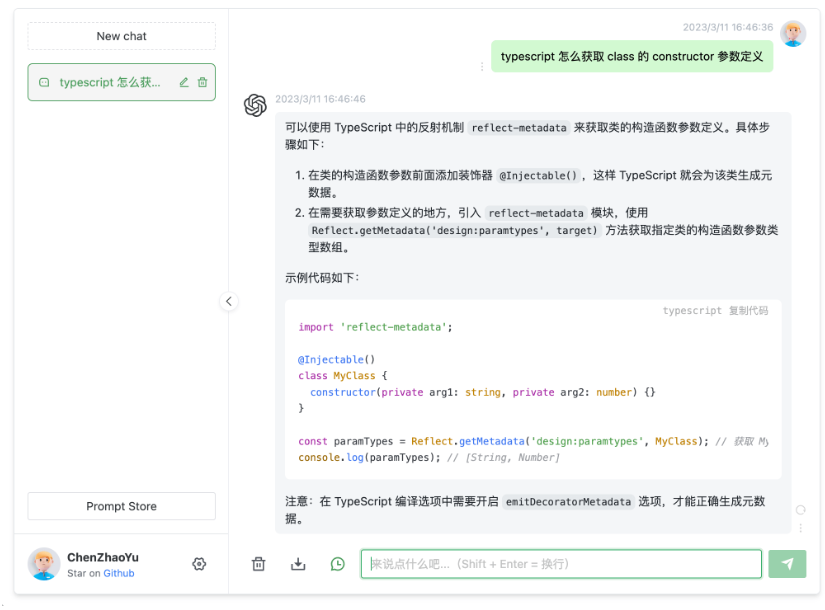 New chat
typescript 怎么获...
Prompt Store
ChenZhaoYu
Star on Github
2023/3/11 16:46:36
typescript 怎么获取 class 的 constructor 参数定义
2023/3/11 16:46:46
可以使用 TypeScript 中的反射机制 reflect-metadata 来获取类的构造函数参数定义。具体步
骤如下：
1. 在类的构造函数参数前面添加装饰器 @Injectable()，这样 TypeScript 就会为该类生成元
数据。
2. 在需要获取参数定义的地方，引入 reflect-metadata 模块，使用
Reflect.getMetadata('design:paramtypes', target) 方法获取指定类的构造函数参数类
型数组。
示例代码如下：
typescript 复制代码
import 'reflect-metadata';
@Injectable()
class MyClass {
constructor(private arg1: string, private arg2: number) {}
}
const paramTypes = Reflect.getMetadata('design:paramtypes', MyClass); // 获取 My
console.log(paramTypes); // [String, Number]
注意：在 TypeScript 编译选项中需要开启 emitDecoratorMetadata 选项，才能正确生成元数
据。
来说点什么吧...（Shift + Enter = 换行）